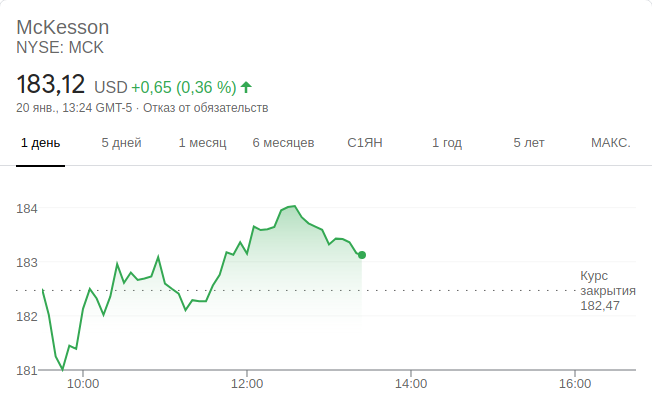 McKesson
NYSE: MCK
183,12 USD +0,65 (0,36 %)
20 янв., 13:24 GMT-5 · Отказ от обязательств
1 день 5 дней 1 месяц 6 месяцев С1ЯН 1 год 5 лет МАКС.
184
183
Курс
закрытия
182,47
182
181
10:00 12:00 14:00 16:00